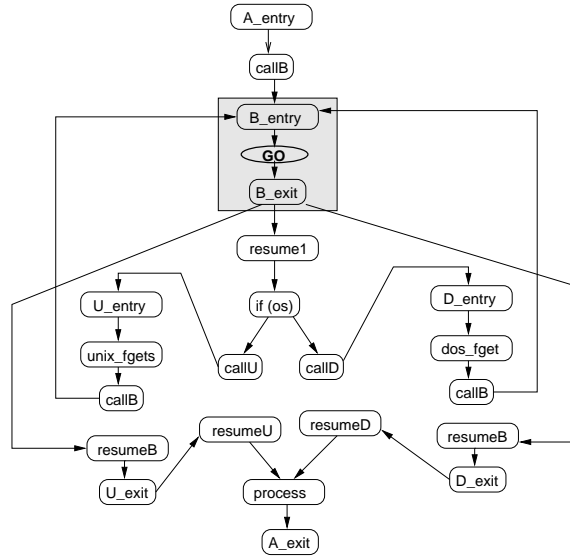 A_entry
callB
B_entry
GO
B_exit
resume1
U_entry
if (os)
D_entry
unix_fgets
dos_fget
callU
callD
callB
callB
resumeU
resumeD
resumeB
resumeB
U_exit
process
D_exit
A_exit